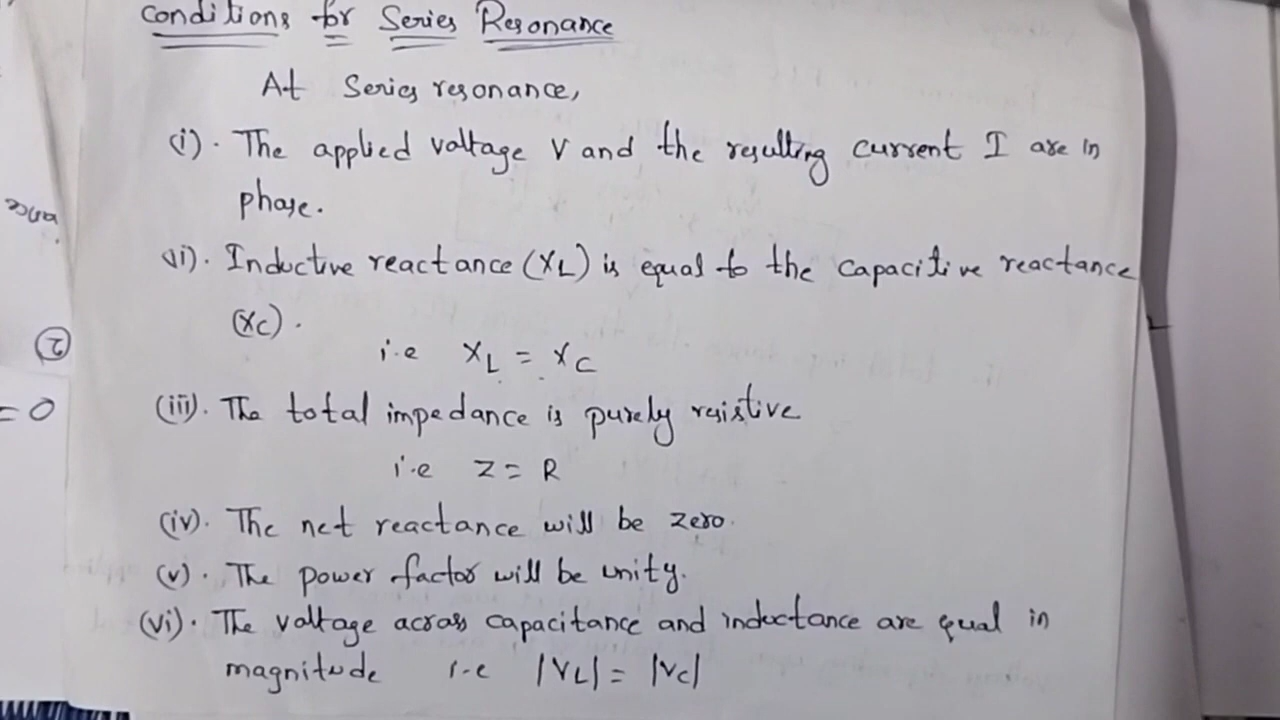 Conditions for Series Resonance
At Series resonance,
(i). The applied voltage V and the resulting current I are in
phase.
(ii). Inductive reactance (XL) is equal to the capacitive reactance
(XC).
i.e XL = XC
(iii). The total impedance is purely resistive
i.e Z = R
(iv). The net reactance will be zero.
(v). The power factor will be unity.
(vi). The voltage across capacitance and inductance are equal in
magnitude i.e |VL| = |VC|
②
= 0